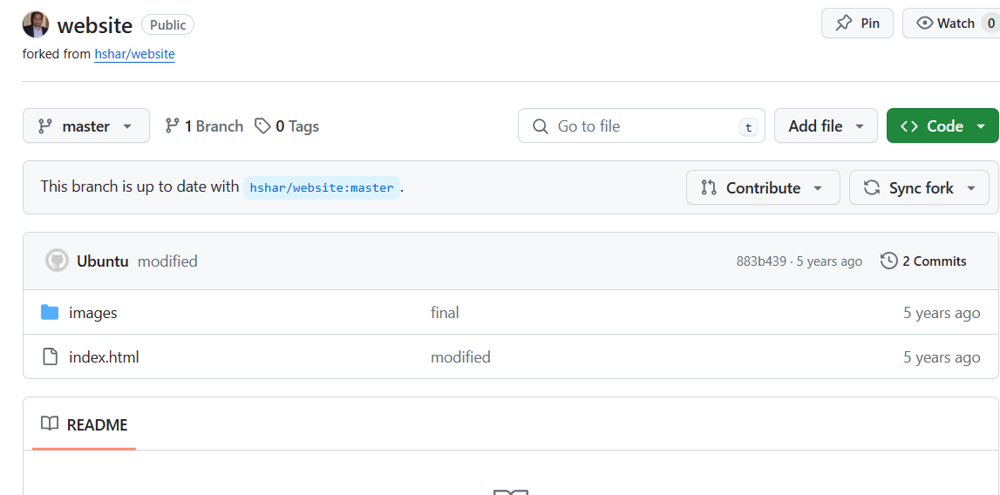 website Public Pin Watch 0
forked from hshar/website
master 1 Branch 0 Tags Go to file t Add file Code
This branch is up to date with hshar/website:master . Contribute Sync fork
Ubuntu modified 883b439 · 5 years ago 2 Commits
images final 5 years ago
index.html modified 5 years ago
README